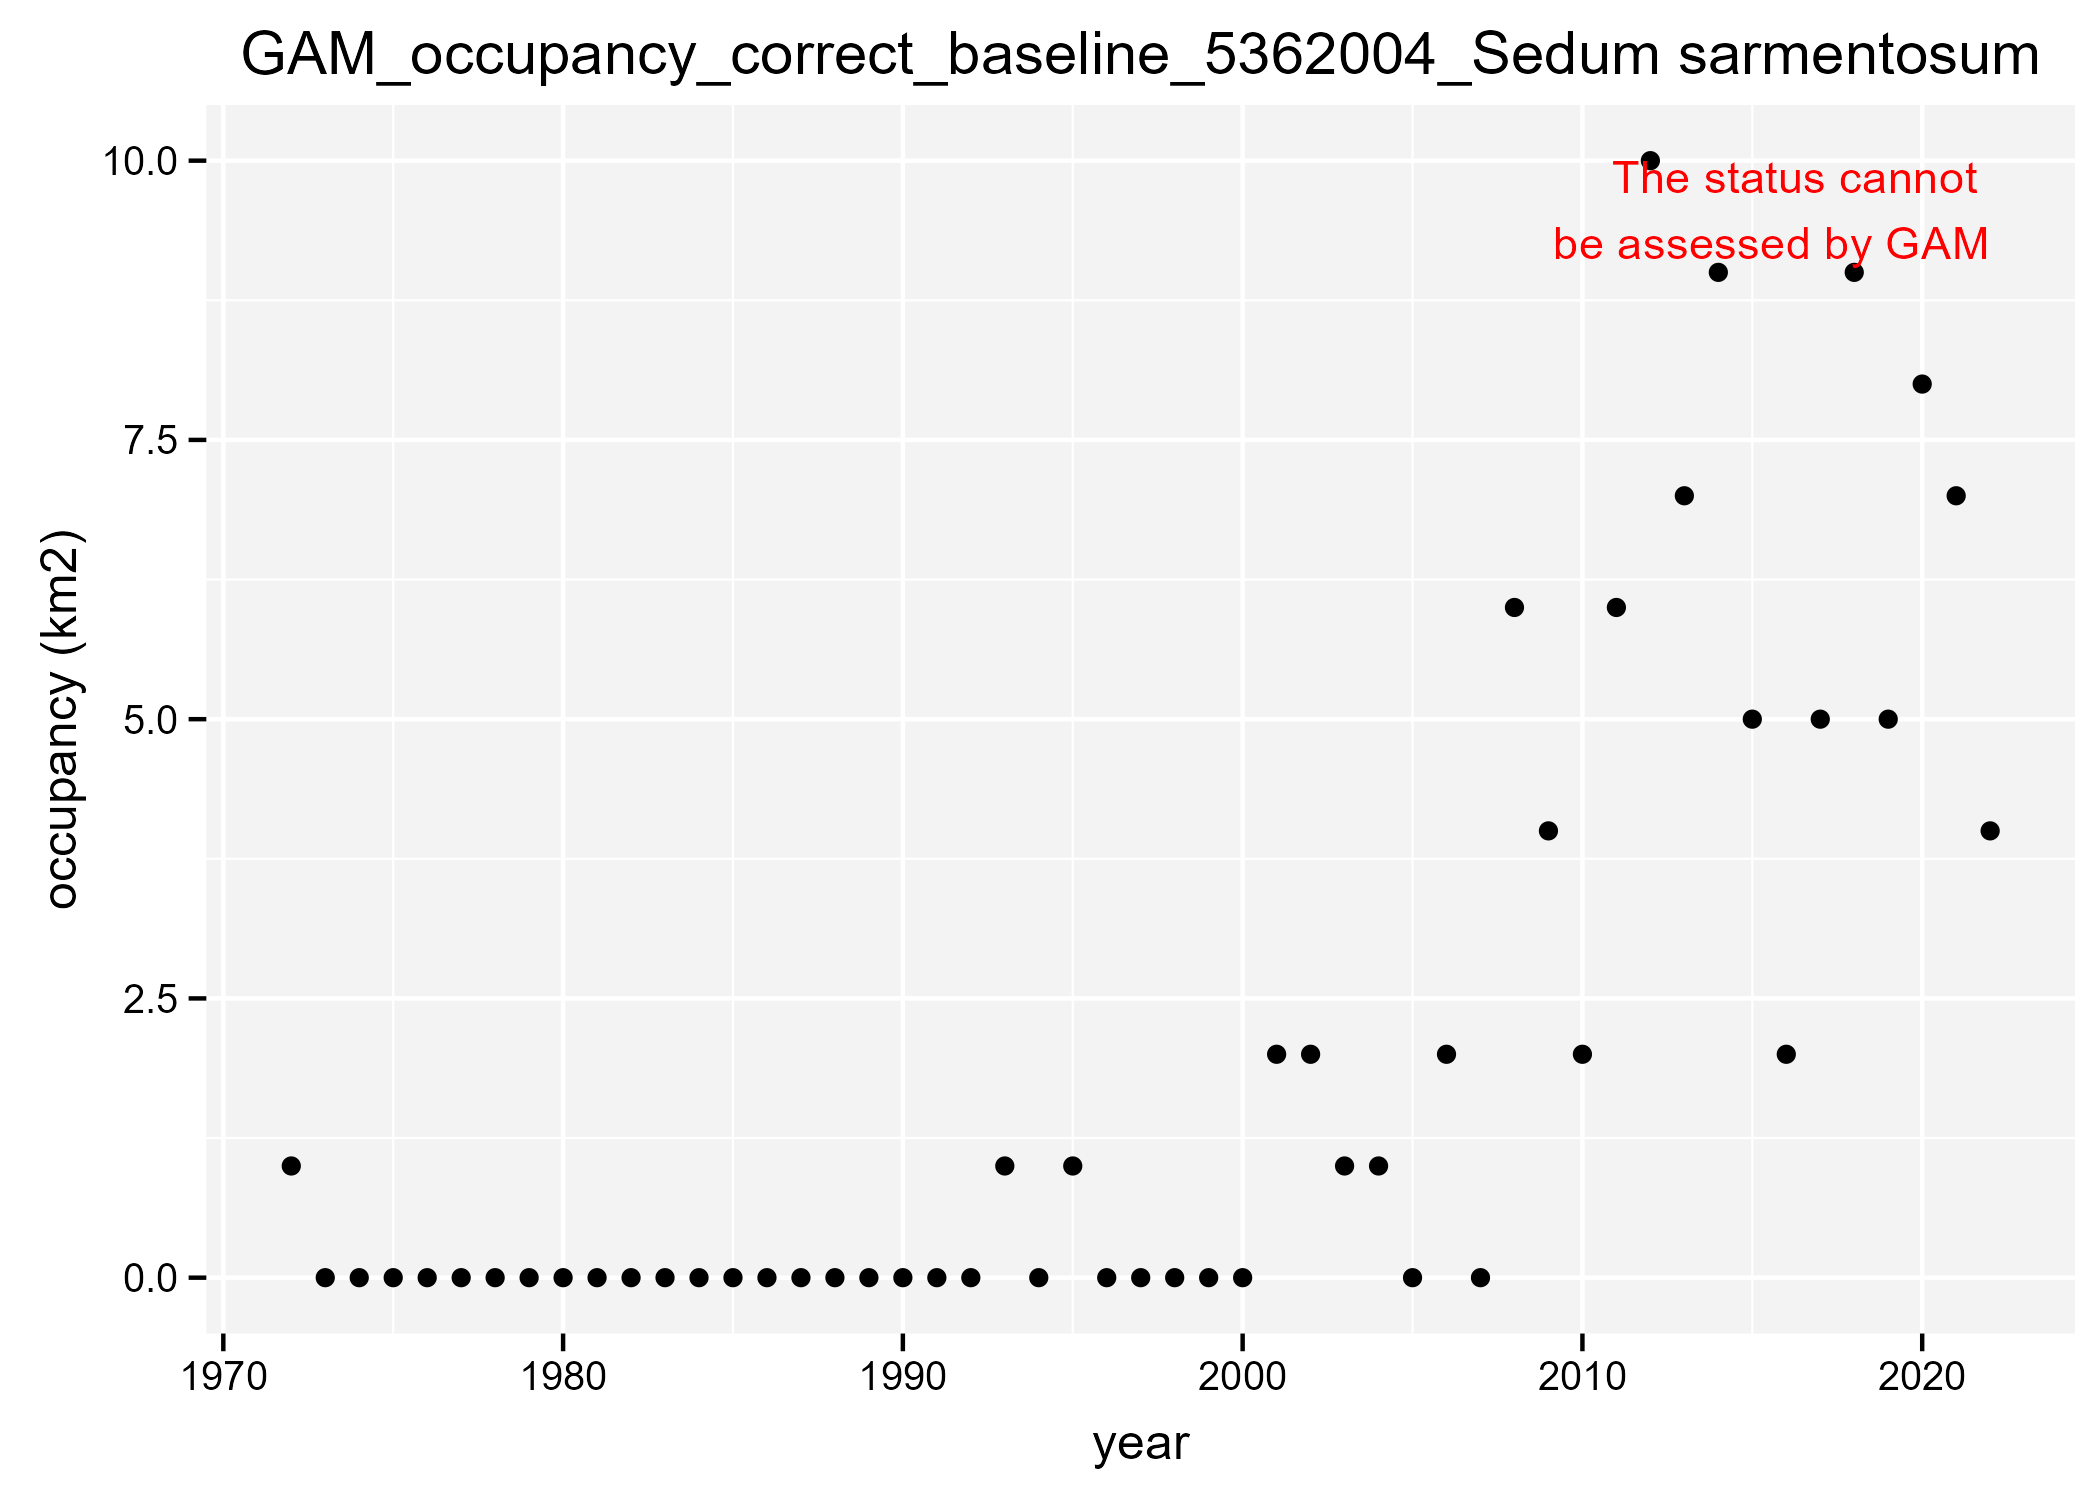 GAM_occupancy_correct_baseline_5362004_Sedum sarmentosum
10.0
The status cannot
be assessed by GAM
7.5
5.0
2.5
0.0
occupancy (km2)
1970 1980 1990 2000 2010 2020
year